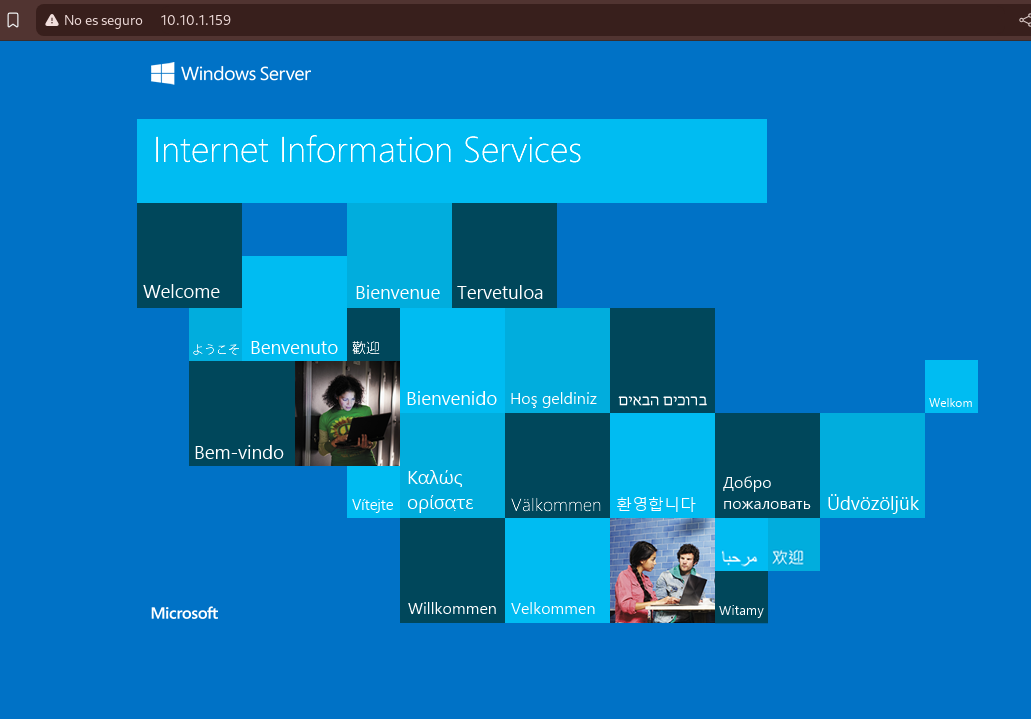 No es seguro 10.10.1.159
Windows Server
Internet Information Services
Welcome
Bienvenue
Tervetuloa
ようこそ
Benvenuto
歡迎
Bienvenido
Hoş geldiniz
ברוכים הבאים
Welkom
Bem-vindo
Vítejte
Καλώς
ορίσατε
Välkommen
환영합니다
Добро
пожаловать
Üdvözöljük
مرحبا
欢迎
Microsoft
Willkommen
Velkommen
Witamy